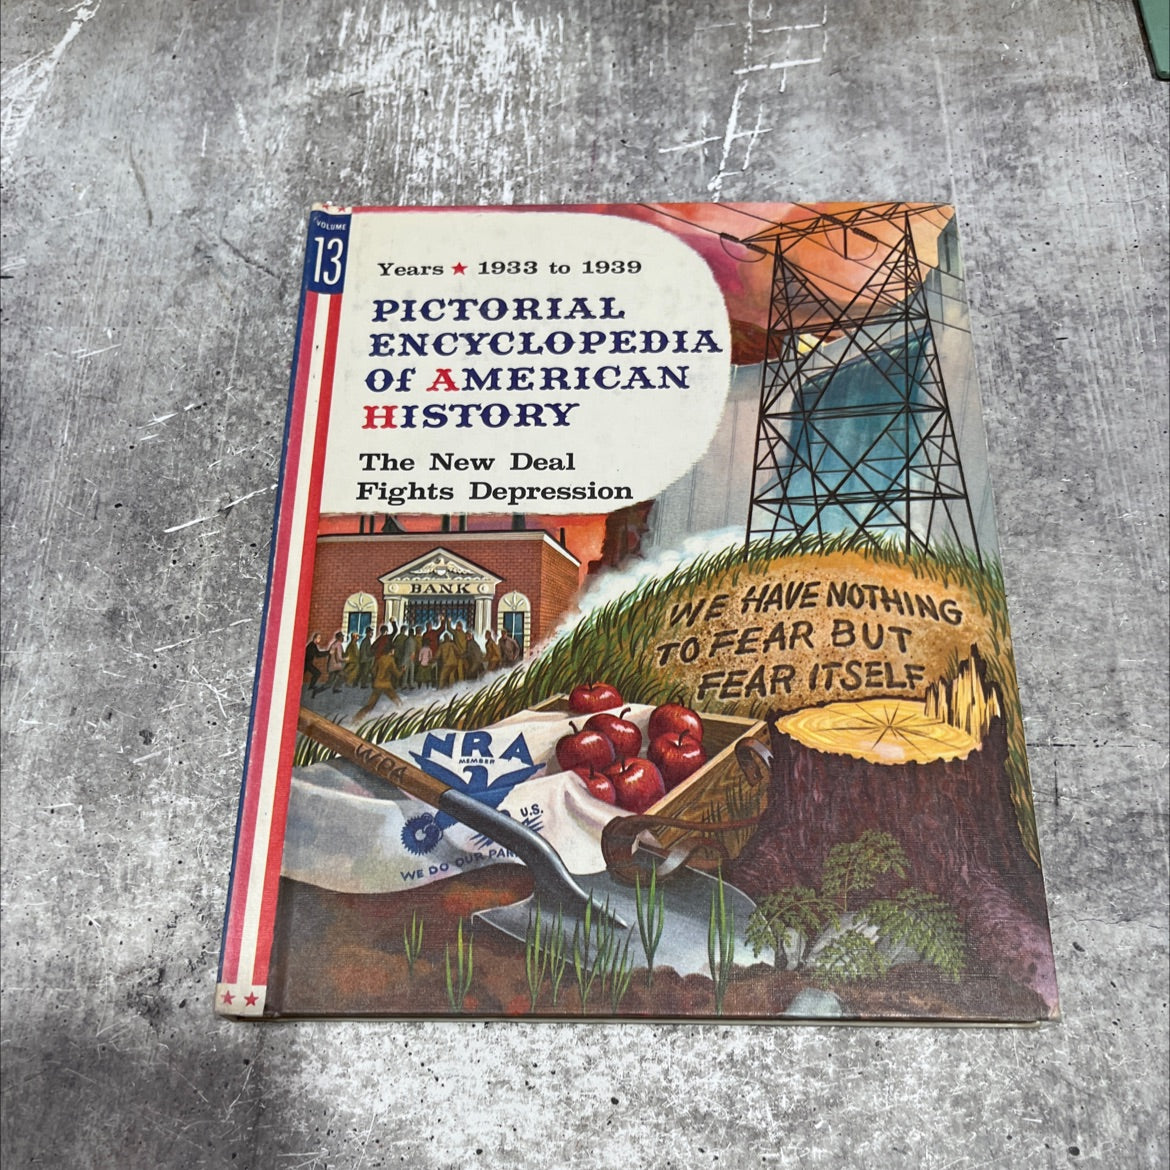 VOLUME
13
Years ★ 1933 to 1939
PICTORIAL
ENCYCLOPEDIA
Of AMERICAN
HISTORY
The New Deal
Fights Depression
BANK
WE HAVE NOTHING
TO FEAR BUT
FEAR ITSELF
WPA
NRA
MEMBER
U.S.
WE DO OUR PAR